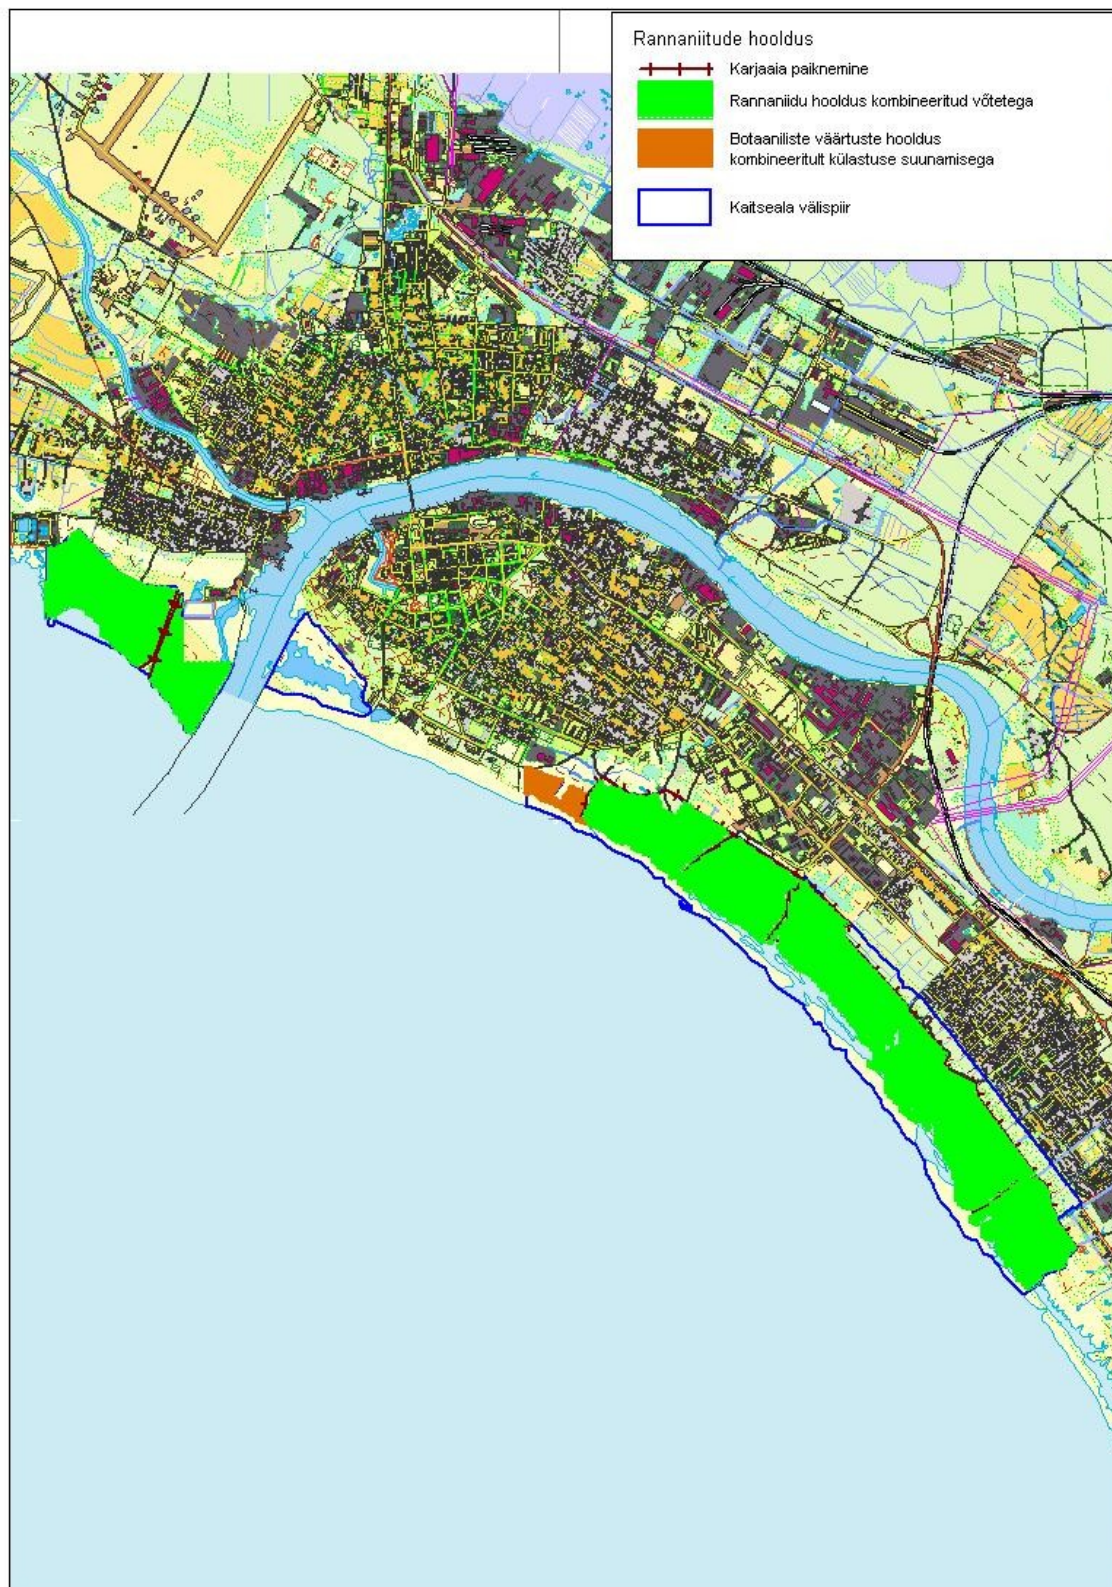 Rannaniitude hooldus
Karjaaia paiknemine
Rannaniidu hooldus kombineeritud võtetega
Botaaniliste väärtuste hooldus
kombineeritult külastuse suunamisega
Kaitseala välispiir